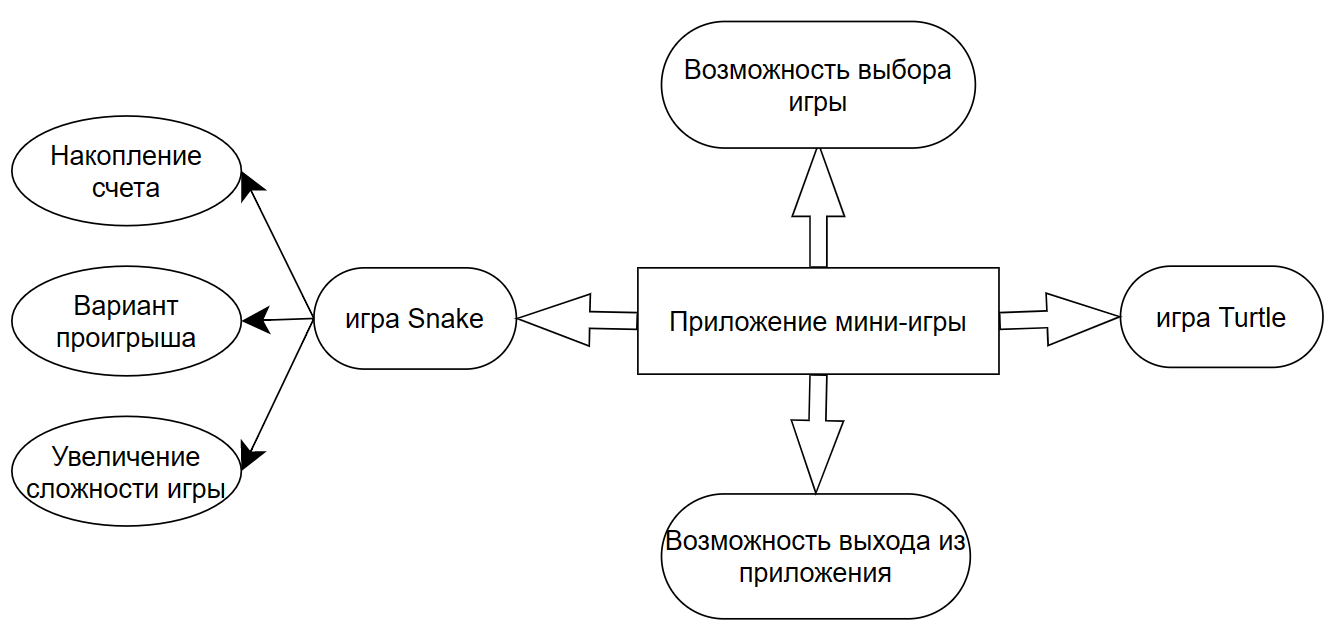 Возможность выбора
игры
Накопление
счета
Вариант
проигрыша
Увеличение
сложности игры
игра Snake
Приложение мини-игры
игра Turtle
Возможность выхода из
приложения